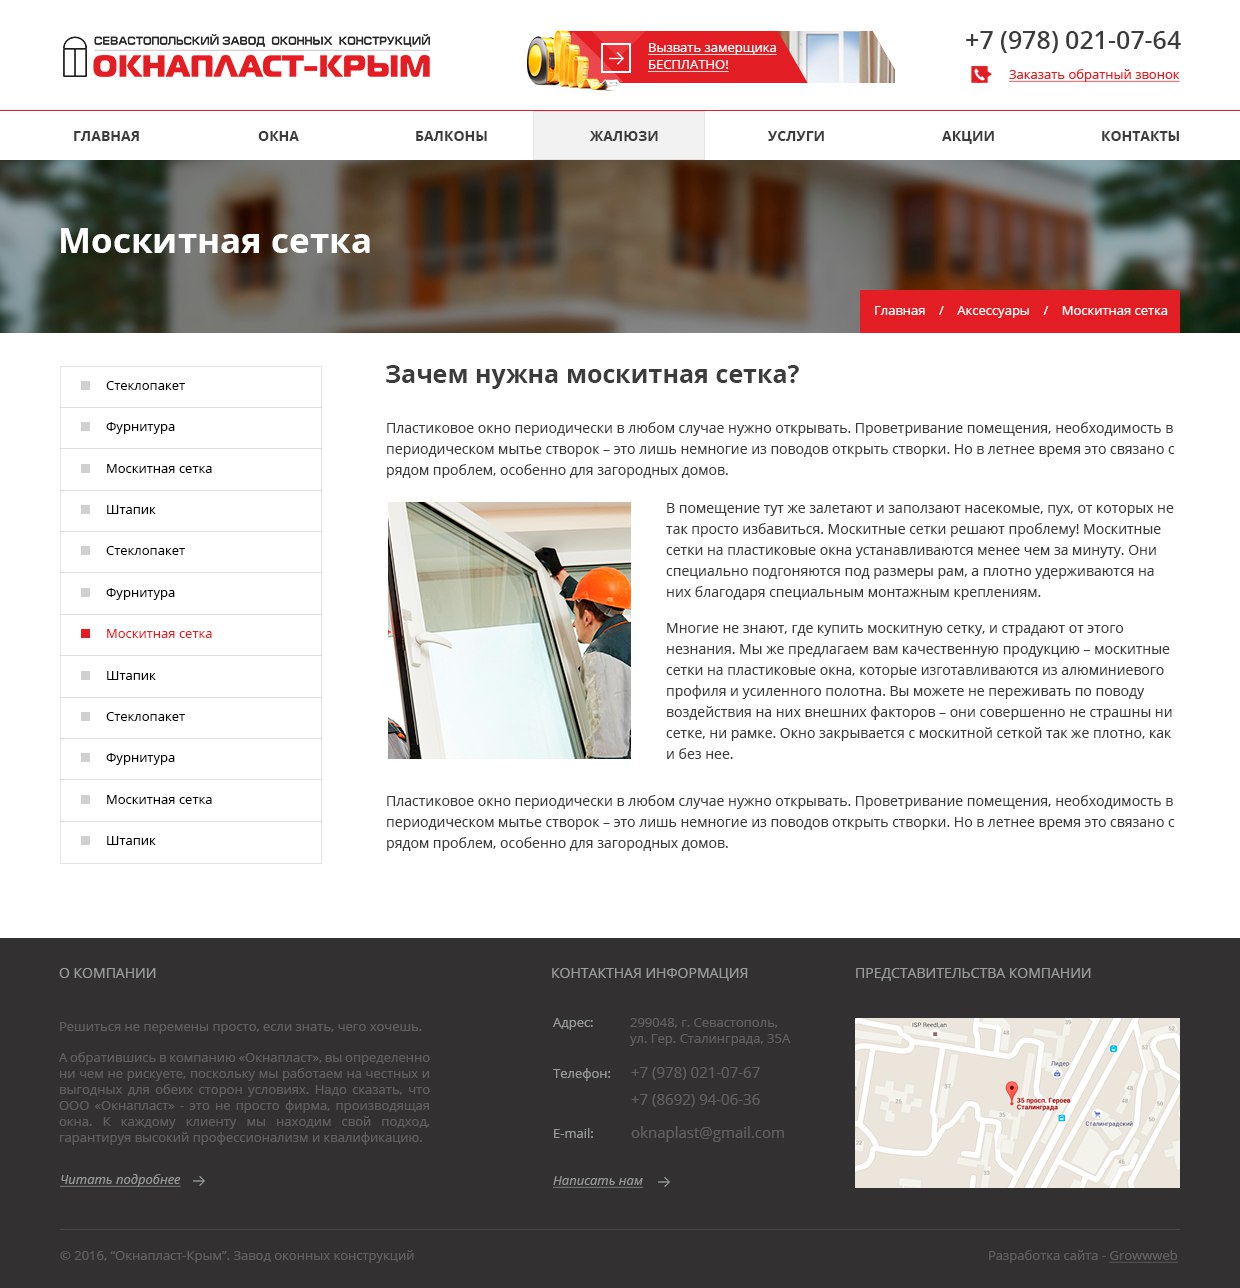 СЕВАСТОПОЛЬСКИЙ ЗАВОД ОКОННЫХ КОНСТРУКЦИЙ
ОКНАПЛАСТ-КРЫМ
Вызвать замерщика
БЕСПЛАТНО!
+7 (978) 021-07-64
Заказать обратный звонок
ГЛАВНАЯ ОКНА БАЛКОНЫ ЖАЛЮЗИ УСЛУГИ АКЦИИ КОНТАКТЫ
Москитная сетка
Главная / Аксессуары / Москитная сетка
Стеклопакет
Фурнитура
Москитная сетка
Штапик
Стеклопакет
Фурнитура
Москитная сетка
Штапик
Стеклопакет
Фурнитура
Москитная сетка
Штапик
Зачем нужна москитная сетка?
Пластиковое окно периодически в любом случае нужно открывать. Проветривание помещения, необходимость в
периодическом мытье створок – это лишь немногие из поводов открыть створки. Но в летнее время это связано с
рядом проблем, особенно для загородных домов.
В помещение тут же залетают и заползают насекомые, пух, от которых не
так просто избавиться. Москитные сетки решают проблему! Москитные
сетки на пластиковые окна устанавливаются менее чем за минуту. Они
специально подгоняются под размеры рам, а плотно удерживаются на
них благодаря специальным монтажным креплениям.
Многие не знают, где купить москитную сетку, и страдают от этого
незнания. Мы же предлагаем вам качественную продукцию – москитные
сетки на пластиковые окна, которые изготавливаются из алюминиевого
профиля и усиленного полотна. Вы можете не переживать по поводу
воздействия на них внешних факторов – они совершенно не страшны ни
сетке, ни рамке. Окно закрывается с москитной сеткой так же плотно, как
и без нее.
Пластиковое окно периодически в любом случае нужно открывать. Проветривание помещения, необходимость в
периодическом мытье створок – это лишь немногие из поводов открыть створки. Но в летнее время это связано с
рядом проблем, особенно для загородных домов.
О КОМПАНИИ
Решиться не перемены просто, если знать, чего хочешь.
А обратившись в компанию «Окнапласт», вы определенно
ни чем не рискуете, поскольку мы работаем на честных и
выгодных для обеих сторон условиях. Надо сказать, что
ООО «Окнапласт» - это не просто фирма, производящая
окна. К каждому клиенту мы находим свой подход,
гарантируя высокий профессионализм и квалификацию.
Читать подробнее
КОНТАКТНАЯ ИНФОРМАЦИЯ
Адрес: 299048, г. Севастополь,
ул. Гер. Сталинграда, 35А
Телефон: +7 (978) 021-07-67
+7 (8692) 94-06-36
E-mail: oknaplast@gmail.com
Написать нам
ПРЕДСТАВИТЕЛЬСТВА КОМПАНИИ
ISP ReedLan
39
52
51
48
Лидер
52
35 просп. Героев
Сталинграда
25
26
22
Сталинградский
46
33
© 2016, “Окнапласт-Крым”. Завод оконных конструкций
Разработка сайта - Growwweb